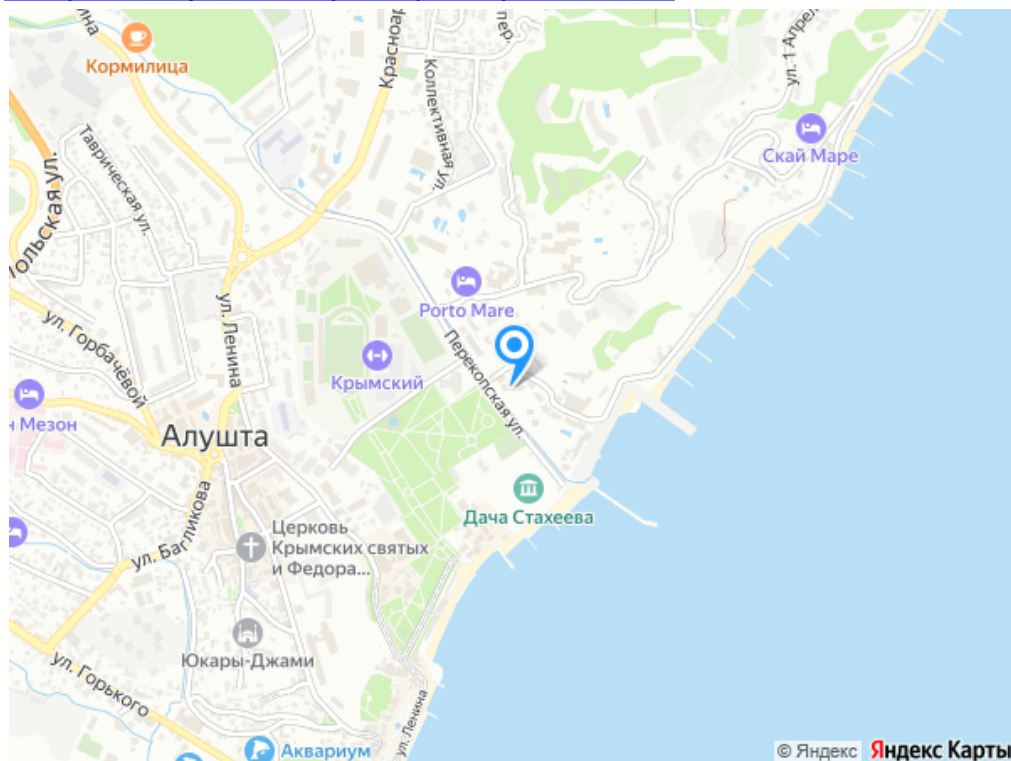 Кормилица
Красноар
пер.
Коллективная ул.
ул. 1 Апрел
Скай Маре
Таврическая ул.
ольская ул.
ина
Porto Mare
ул. Горбачёвой
ул. Ленина
Крымский
Перекопская ул.
н Мезон
Алушта
Дача Стахеева
ул. Багликова
Церковь
Крымских святых
и Федора...
Юкары-Джами
ул. Горького
ул. Ленина
Аквариум
© Яндекс Яндекс Карты